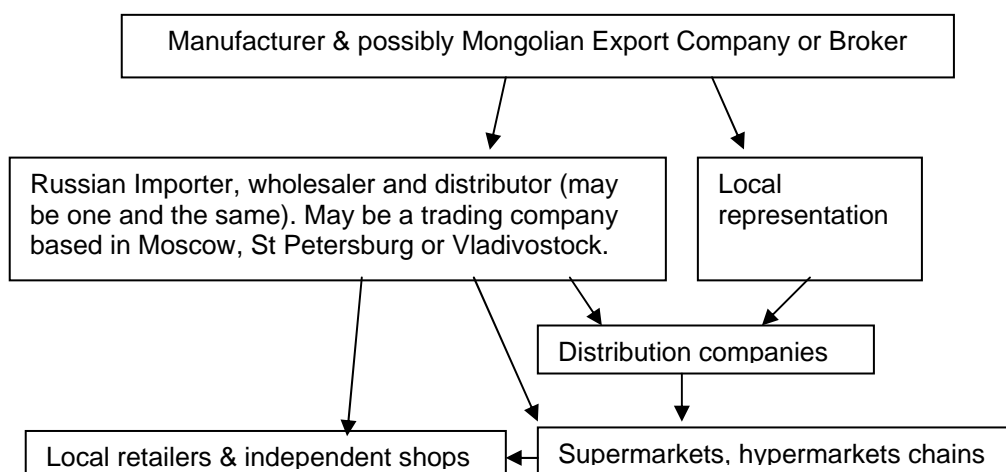 Manufacturer & possibly Mongolian Export Company or Broker
Russian Importer, wholesaler and distributor (may
be one and the same). May be a trading company
based in Moscow, St Petersburg or Vladivostock.
Local
representation
Distribution companies
Local retailers & independent shops
Supermarkets, hypermarkets chains